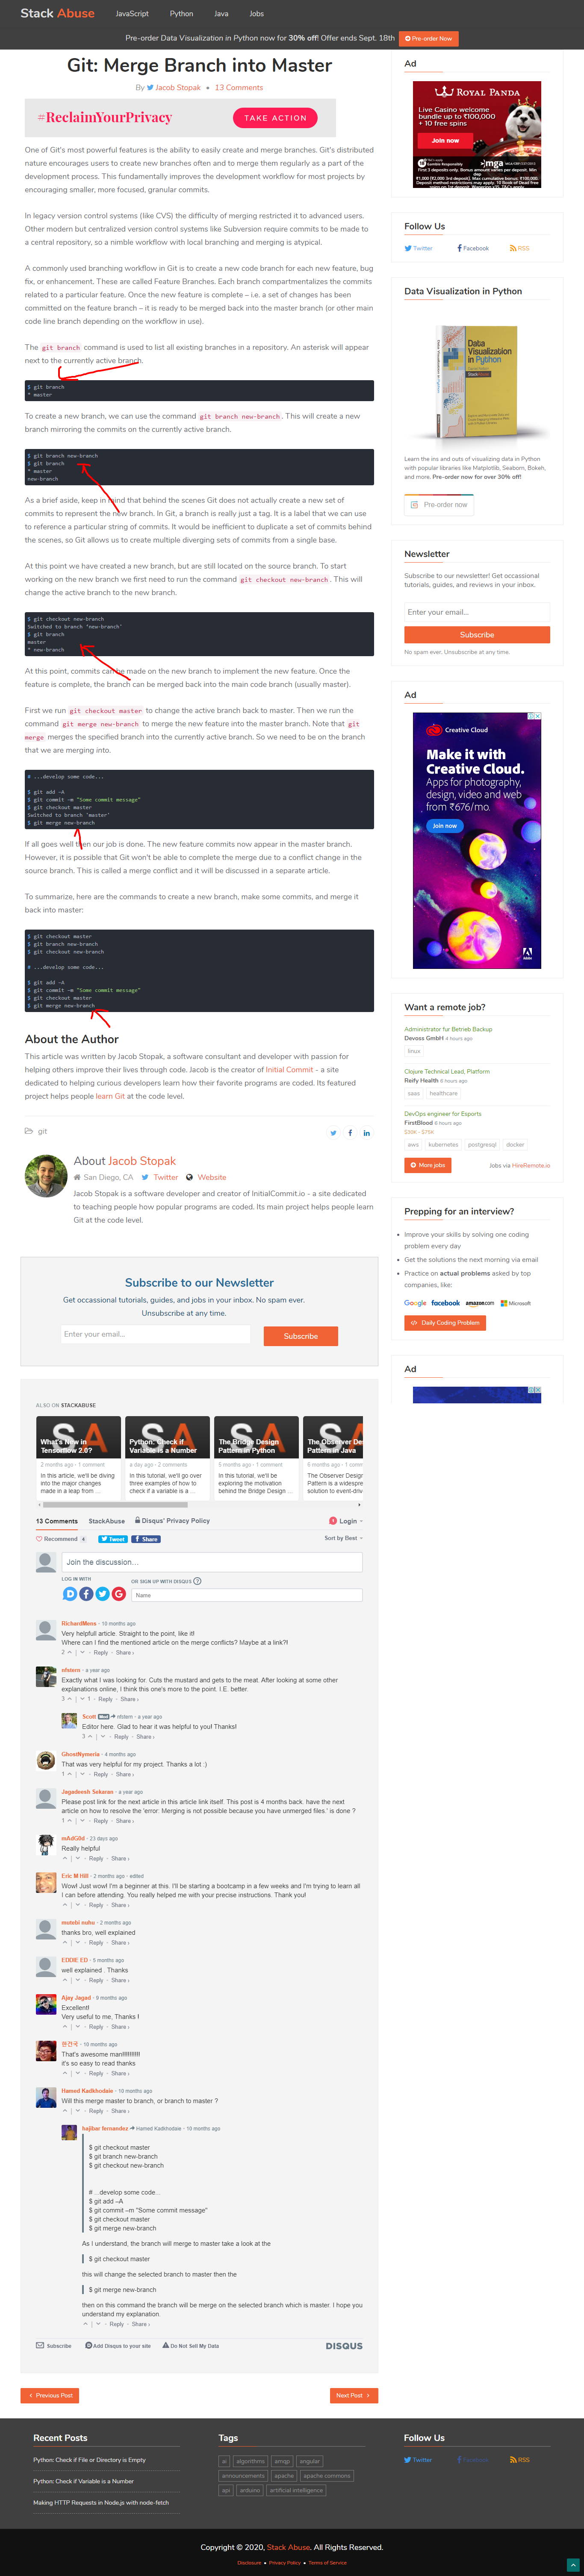 Stack Abuse
JavaScript
Python
Java
Jobs
Pre-order Data Visualization in Python now for 30% off! Offer ends Sept. 18th
Pre-order Now
Git: Merge Branch into Master
By Jacob Stopak • 13 Comments
#ReclaimYourPrivacy
TAKE ACTION
One of Git's most powerful features is the ability to easily create and merge branches. Git's distributed
nature encourages users to create new branches often and to merge them regularly as a part of the
development process. This fundamentally improves the development workflow for most projects by
encouraging smaller, more focused, granular commits.
In legacy version control systems (like CVS) the difficulty of merging restricted it to advanced users.
Other modern but centralized version control systems like Subversion require commits to be made to
a central repository, so a nimble workflow with local branching and merging is atypical.
A commonly used branching workflow in Git is to create a new code branch for each new feature, bug
fix, or enhancement. These are called Feature Branches. Each branch compartmentalizes the commits
related to a particular feature. Once the new feature is complete – i.e. a set of changes has been
committed on the feature branch – it is ready to be merged back into the master branch (or other main
code line branch depending on the workflow in use).
The git branch command is used to list all existing branches in a repository. An asterisk will appear
next to the currently active branch.
$ git branch
* master
To create a new branch, we can use the command git branch new-branch. This will create a new
branch mirroring the commits on the currently active branch.
$ git branch new-branch
$ git branch
* master
new-branch
As a brief aside, keep in mind that behind the scenes Git does not actually create a new set of
commits to represent the new branch. In Git, a branch is really just a tag. It is a label that we can use
to reference a particular string of commits. It would be inefficient to duplicate a set of commits behind
the scenes, so Git allows us to create multiple diverging sets of commits from a single base.
At this point we have created a new branch, but are still located on the source branch. To start
working on the new branch we first need to run the command git checkout new-branch. This will
change the active branch to the new branch.
$ git checkout new-branch
Switched to branch 'new-branch'
$ git branch
master
* new-branch
At this point, commits can be made on the new branch to implement the new feature. Once the
feature is complete, the branch can be merged back into the main code branch (usually master).
First we run git checkout master to change the active branch back to master. Then we run the
command git merge new-branch to merge the new feature into the master branch. Note that git
merge merges the specified branch into the currently active branch. So we need to be on the branch
that we are merging into.
# ...develop some code...
$ git add -A
$ git commit -m "Some commit message"
$ git checkout master
Switched to branch 'master'
$ git merge new-branch
If all goes well then our job is done. The new feature commits now appear in the master branch.
However, it is possible that Git won't be able to complete the merge due to a conflict change in the
source branch. This is called a merge conflict and it will be discussed in a separate article.
To summarize, here are the commands to create a new branch, make some commits, and merge it
back into master:
$ git checkout master
$ git branch new-branch
$ git checkout new-branch
# ...develop some code...
$ git add -A
$ git commit -m "Some commit message"
$ git checkout master
$ git merge new-branch
About the Author
This article was written by Jacob Stopak, a software consultant and developer with passion for
helping others improve their lives through code. Jacob is the creator of Initial Commit - a site
dedicated to helping curious developers learn how their favorite programs are coded. Its featured
project helps people learn Git at the code level.
git
About Jacob Stopak
San Diego, CA Twitter Website
Jacob Stopak is a software developer and creator of InitialCommit.io - a site dedicated
to teaching people how popular programs are coded. Its main project helps people learn
Git at the code level.
Subscribe to our Newsletter
Get occassional tutorials, guides, and jobs in your inbox. No spam ever.
Unsubscribe at any time.
Enter your email...
Subscribe
ALSO ON STACKABUSE
What's New in
Tensorflow 2.0?
2 months ago · 1 comment
In this article, we'll be diving
into the major changes
made in a leap from ...
Python: Check if
Variable is a Number
a day ago · 2 comments
In this tutorial, we'll go over
three examples of how to
check if a variable is a ...
The Bridge Design
Pattern in Python
5 months ago · 1 comment
In this tutorial, we'll be
exploring the motivation
behind the Bridge Design ...
The Observer De
Pattern in Java
6 months ago · 1 comm
The Observer Design
Pattern is a widespre
solution to event-driv
13 Comments
StackAbuse
Disqus' Privacy Policy
Login
Recommend 4
Tweet
Share
Sort by Best
Join the discussion…
LOG IN WITH
OR SIGN UP WITH DISQUS ?
Name
RichardMens · 10 months ago
Very helpfull article. Straight to the point, like it!
Where can I find the mentioned article on the merge conflicts? Maybe at a link?!
2 · Reply · Share ›
nfstern · a year ago
Exactly what I was looking for. Cuts the mustard and gets to the meat. After looking at some other
explanations online, I think this one's more to the point. I.E. better.
3 1 · Reply · Share ›
Scott Mod nfstern · a year ago
Editor here. Glad to hear it was helpful to you! Thanks!
3 · Reply · Share ›
GhostNymeria · 4 months ago
That was very helpful for my project. Thanks a lot :)
1 · Reply · Share ›
Jagadeesh Sekaran · a year ago
Please post link for the next article in this article link itself. This post is 4 months back. have the next
article on how to resolve the 'error: Merging is not possible because you have unmerged files.' is done ?
1 · Reply · Share ›
mAdG0d · 23 days ago
Really helpful
· Reply · Share ›
Eric M Hill · 2 months ago · edited
Wow! Just wow! I'm a beginner at this. I'll be starting a bootcamp in a few weeks and I'm trying to learn all
I can before attending. You really helped me with your precise instructions. Thank you!
· Reply · Share ›
mutebi nuhu · 2 months ago
thanks bro, well explained
· Reply · Share ›
EDDIE ED · 5 months ago
well explained . Thanks
· Reply · Share ›
Ajay Jagad · 9 months ago
Excellent!
Very useful to me, Thanks !
· Reply · Share ›
· 10 months ago
That's awesome man!!!!!!!!!!!
it's so easy to read thanks
· Reply · Share ›
Hamed Kadkhodaie · 10 months ago
Will this merge master to branch, or branch to master ?
· Reply · Share ›
hajibar fernandez Hamed Kadkhodaie · 10 months ago
$ git checkout master
$ git branch new-branch
$ git checkout new-branch
# ...develop some code...
$ git add –A
$ git commit –m "Some commit message"
$ git checkout master
$ git merge new-branch
As I understand, the branch will merge to master take a look at the
$ git checkout master
this will change the selected branch to master then the
$ git merge new-branch
then on this command the branch will be merge on the selected branch which is master. I hope you
understand my explanation.
· Reply · Share ›
Subscribe
Add Disqus to your site
Do Not Sell My Data
DISQUS
Previous Post
Next Post
Ad
ROYAL PANDA
Live Casino welcome
bundle up to ₹100,000
+ 10 free spins
Join now
mga
Follow Us
Twitter
Facebook
RSS
Data Visualization in Python
Data
Visualization
in Python
StackAbuse
Learn the ins and outs of visualizing data in Python
with popular libraries like Matplotlib, Seaborn, Bokeh,
and more. Pre-order now for over 30% off!
Pre-order now
Newsletter
Subscribe to our newsletter! Get occassional
tutorials, guides, and reviews in your inbox.
Enter your email...
Subscribe
No spam ever. Unsubscribe at any time.
Ad
Creative Cloud
Make it with
Creative Cloud.
Apps for photography,
design, video and web
from ₹676/mo.
Join now
Adobe
Want a remote job?
Administrator fur Betrieb Backup
Devoss GmbH 4 hours ago
linux
Clojure Technical Lead, Platform
Reify Health 6 hours ago
saas
healthcare
DevOps engineer for Esports
FirstBlood 8 hours ago
$30K - $75K
aws
kubernetes
postgresql
docker
More jobs
Jobs via HireRemote.io
Prepping for an interview?
• Improve your skills by solving one coding
problem every day
• Get the solutions the next morning via email
• Practice on actual problems asked by top
companies, like:
Google facebook amazon.com Microsoft
Daily Coding Problem
Ad
Recent Posts
Python: Check if File or Directory is Empty
Python: Check if Variable is a Number
Making HTTP Requests in Node.js with node-fetch
Tags
ai
algorithms
amqp
angular
announcements
apache
apache commons
api
arduino
artificial intelligence
Follow Us
Twitter
Facebook
RSS
Copyright © 2020, Stack Abuse. All Rights Reserved.
Disclosure • Privacy Policy • Terms of Service